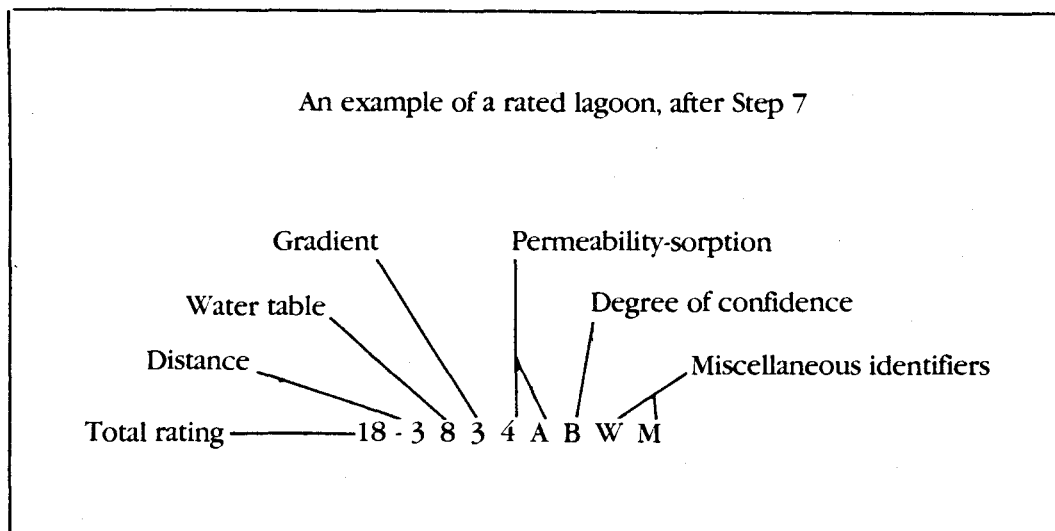 An example of a rated lagoon, after Step 7
Gradient
Permeability-sorption
Water table
Degree of confidence
Distance
Miscellaneous identifiers
Total rating
18 - 3 8 3 4 A B W M